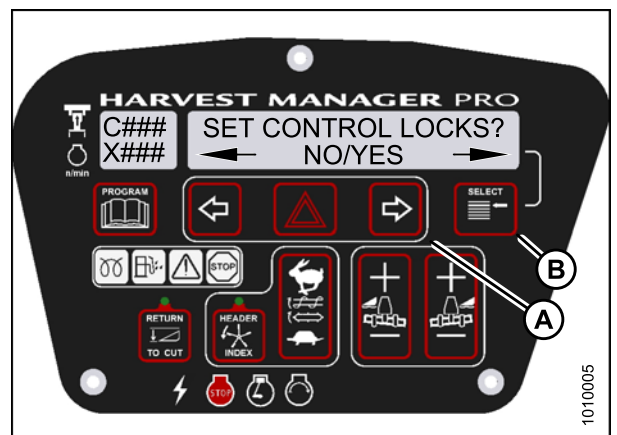 HARVEST MANAGER PRO
C###
X###
n/min
SET CONTROL LOCKS?
NO/YES
PROGRAM
SELECT
B
A
STOP
RETURN
TO CUT
HEADER
INDEX
STOP
1010005